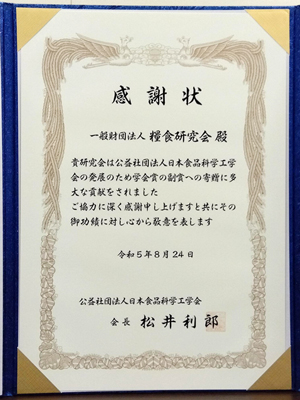 感謝状
一般財団法人 糧食研究会 殿
貴研究会は公益社団法人日本食品科学工学
会の発展のため学会賞の副賞への寄贈に多
大な貢献をされました
ご協力に深く感謝申し上げますと共にその
御功績に対し心から敬意を表します
令和5年8月24日
公益社団法人日本食品科学工学会
会長 松井利郎